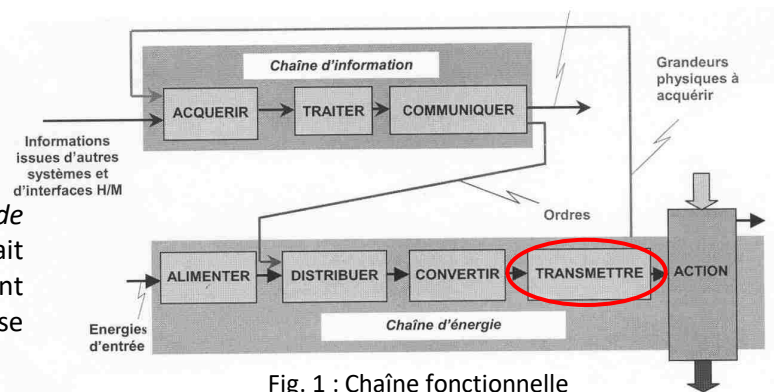 Chaîne d'information
ACQUERIR
TRAITER
COMMUNIQUER
Grandeurs
physiques à
acquérir
Informations
issues d'autres
systèmes et
d'interfaces H/M
Ordres
de
ait
nt
se
ALIMENTER
DISTRIBUER
CONVERTIR
TRANSMETTRE
ACTION
Energies
d'entrée
Chaîne d'énergie
Fig. 1 : Chaîne fonctionnelle